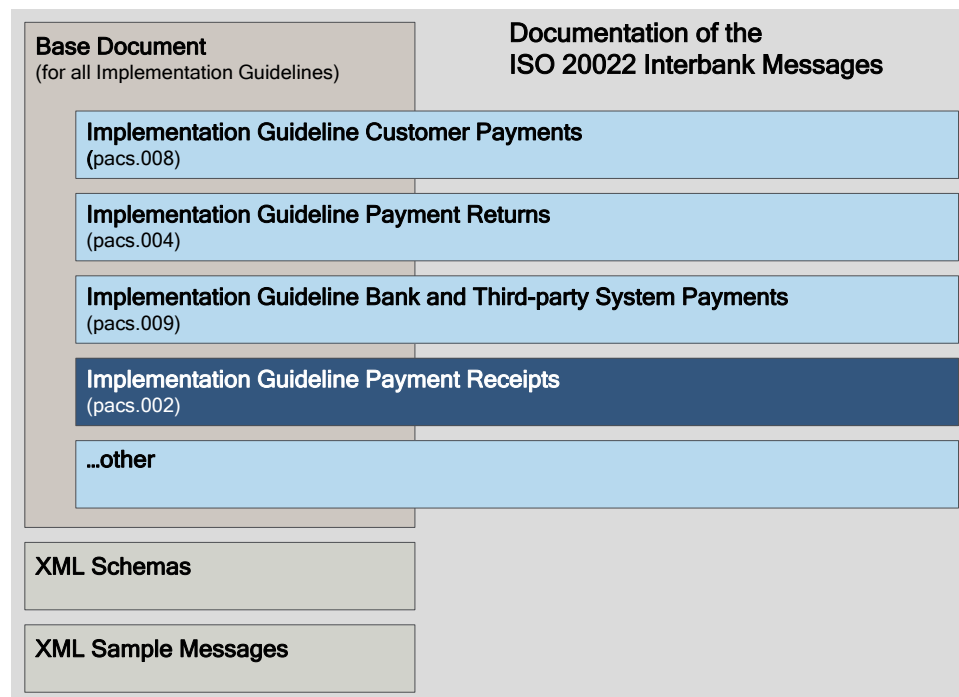 Base Document
(for all Implementation Guidelines)
Documentation of the
ISO 20022 Interbank Messages
Implementation Guideline Customer Payments
(pacs.008)
Implementation Guideline Payment Returns
(pacs.004)
Implementation Guideline Bank and Third-party System Payments
(pacs.009)
Implementation Guideline Payment Receipts
(pacs.002)
...other
XML Schemas
XML Sample Messages